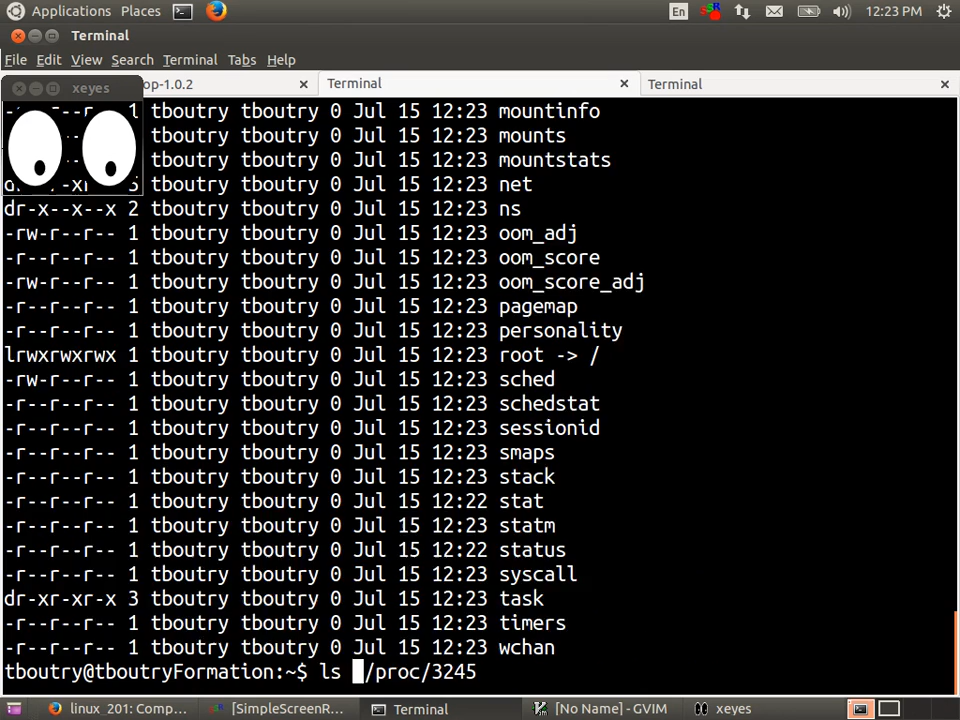 Applications Places En 12:23 PM
Terminal
File Edit View Search Terminal Tabs Help
xeyes op-1.0.2 Terminal Terminal
tboutry tboutry 0 Jul 15 12:23 mountinfo
tboutry tboutry 0 Jul 15 12:23 mounts
tboutry tboutry 0 Jul 15 12:23 mountstats
tboutry tboutry 0 Jul 15 12:23 net
dr-x--x--x 2 tboutry tboutry 0 Jul 15 12:23 ns
-rw-r--r-- 1 tboutry tboutry 0 Jul 15 12:23 oom_adj
-r--r--r-- 1 tboutry tboutry 0 Jul 15 12:23 oom_score
-rw-r--r-- 1 tboutry tboutry 0 Jul 15 12:23 oom_score_adj
-r--r--r-- 1 tboutry tboutry 0 Jul 15 12:23 pagemap
-r--r--r-- 1 tboutry tboutry 0 Jul 15 12:23 personality
lrwxrwxrwx 1 tboutry tboutry 0 Jul 15 12:23 root -> /
-rw-r--r-- 1 tboutry tboutry 0 Jul 15 12:23 sched
-r--r--r-- 1 tboutry tboutry 0 Jul 15 12:23 schedstat
-r--r--r-- 1 tboutry tboutry 0 Jul 15 12:23 sessionid
-r--r--r-- 1 tboutry tboutry 0 Jul 15 12:23 smaps
-r--r--r-- 1 tboutry tboutry 0 Jul 15 12:23 stack
-r--r--r-- 1 tboutry tboutry 0 Jul 15 12:22 stat
-r--r--r-- 1 tboutry tboutry 0 Jul 15 12:23 statm
-r--r--r-- 1 tboutry tboutry 0 Jul 15 12:22 status
-r--r--r-- 1 tboutry tboutry 0 Jul 15 12:23 syscall
dr-xr-xr-x 3 tboutry tboutry 0 Jul 15 12:23 task
-r--r--r-- 1 tboutry tboutry 0 Jul 15 12:23 timers
-r--r--r-- 1 tboutry tboutry 0 Jul 15 12:23 wchan
tboutry@tboutryFormation:~$ ls /proc/3245
linux_201: Comp... [SimpleScreenR... Terminal [No Name] - GVIM xeyes